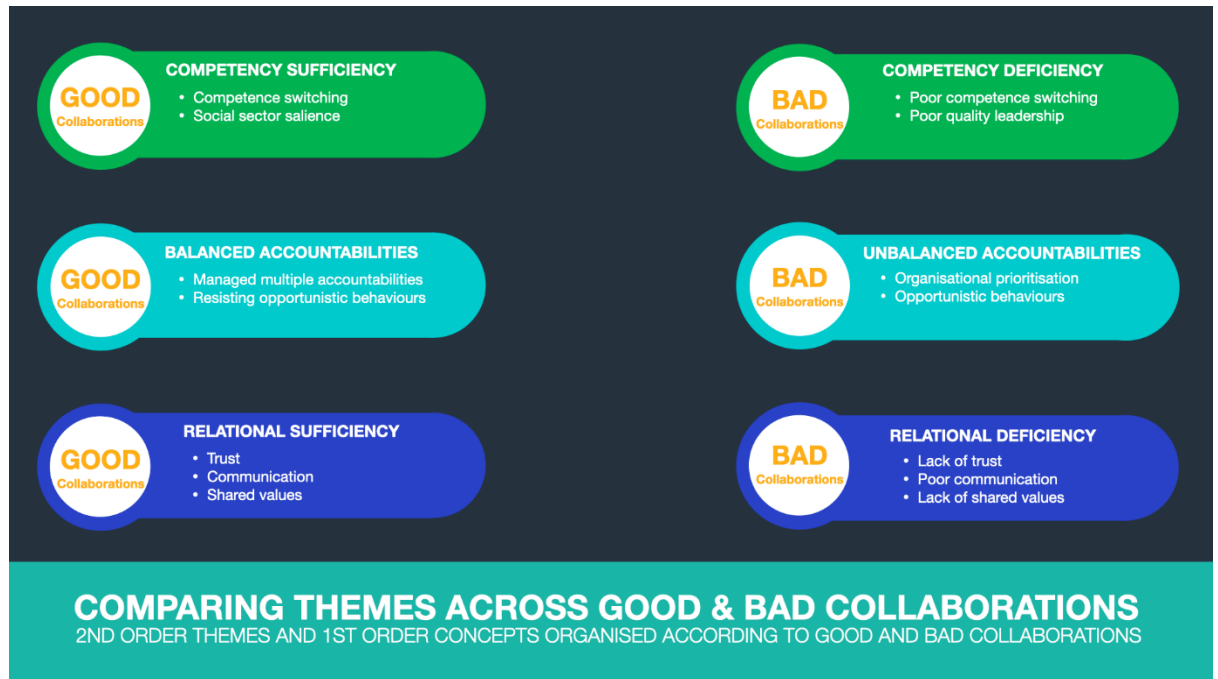 GOOD
Collaborations
COMPETENCY SUFFICIENCY
• Competence switching
• Social sector salience
BAD
Collaborations
COMPETENCY DEFICIENCY
• Poor competence switching
• Poor quality leadership
GOOD
Collaborations
BALANCED ACCOUNTABILITIES
• Managed multiple accountabilities
• Resisting opportunistic behaviours
BAD
Collaborations
UNBALANCED ACCOUNTABILITIES
• Organisational prioritisation
• Opportunistic behaviours
GOOD
Collaborations
RELATIONAL SUFFICIENCY
• Trust
• Communication
• Shared values
BAD
Collaborations
RELATIONAL DEFICIENCY
• Lack of trust
• Poor communication
• Lack of shared values
COMPARING THEMES ACROSS GOOD & BAD COLLABORATIONS
2ND ORDER THEMES AND 1ST ORDER CONCEPTS ORGANISED ACCORDING TO GOOD AND BAD COLLABORATIONS